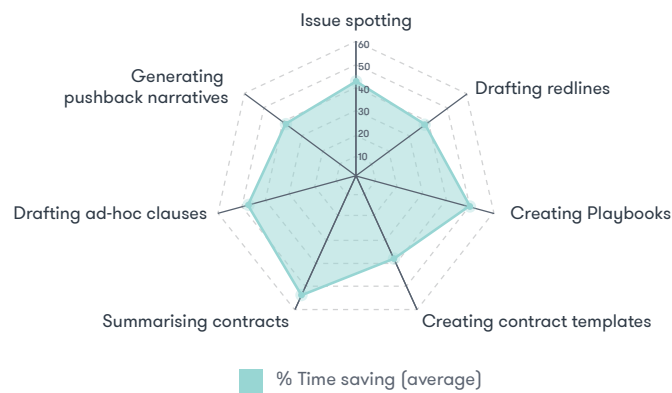 Issue spotting
60
50
40
30
20
10
Generating
pushback narratives
Drafting redlines
Drafting ad-hoc clauses
Creating Playbooks
Summarising contracts
Creating contract templates
% Time saving (average)